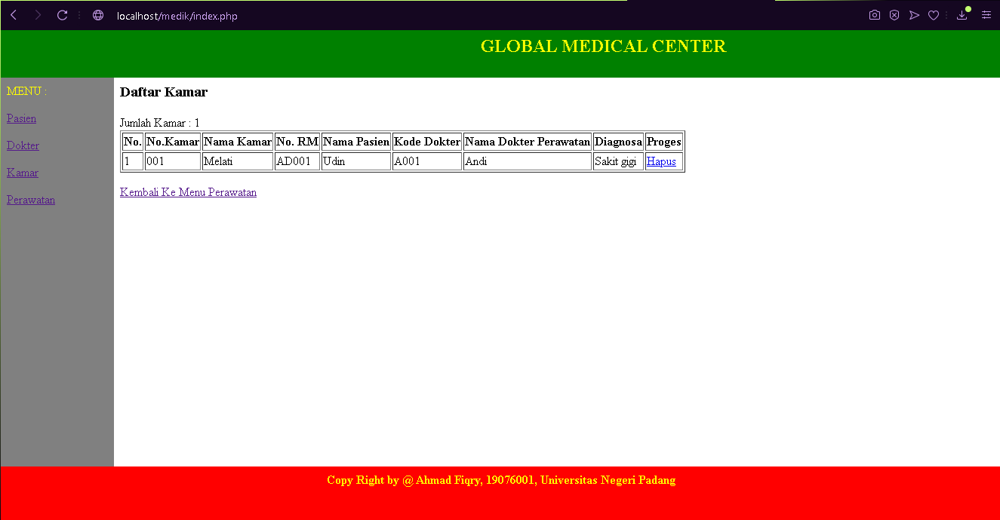 localhost/medik/index.php
GLOBAL MEDICAL CENTER
MENU :
Pasien
Dokter
Kamar
Perawatan
Daftar Kamar
Jumlah Kamar : 1
No. No.Kamar Nama Kamar No. RM Nama Pasien Kode Dokter Nama Dokter Perawatan Diagnosa Proges
1 001 Melati AD001 Udin A001 Andi Sakit gigi Hapus
Kembali Ke Menu Perawatan
Copy Right by @ Ahmad Fiqry, 19076001, Universitas Negeri Padang